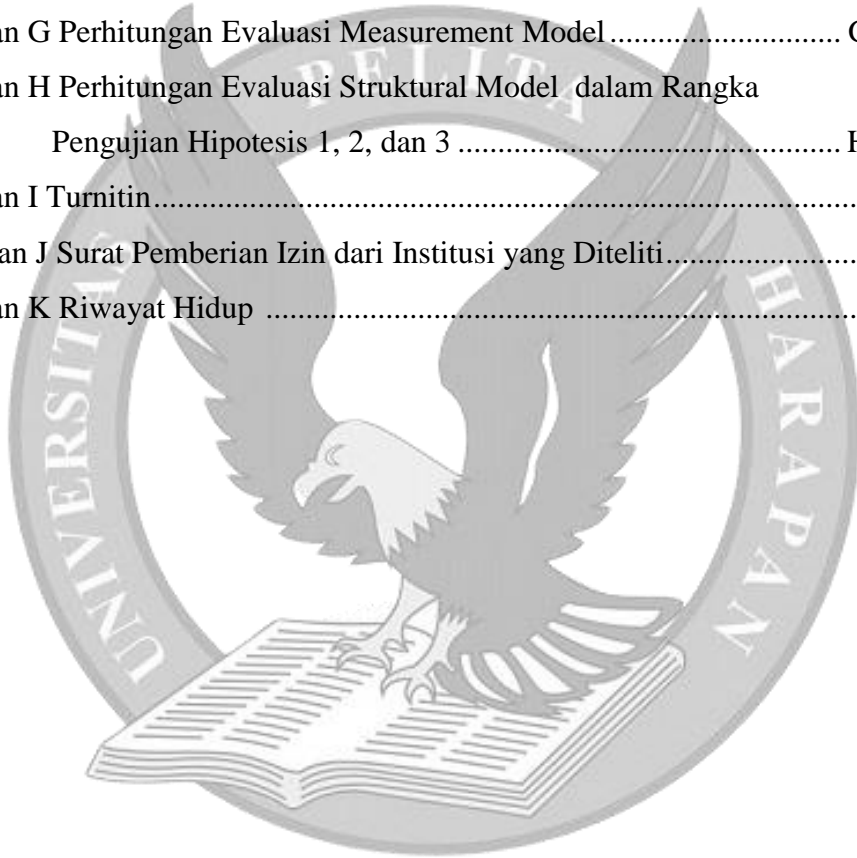 an G Perhitungan Evaluasi Measurement Model ........................... G
an H Perhitungan Evaluasi Struktural Model dalam Rangka
Pengujian Hipotesis 1, 2, dan 3 ............................................. H
an I Turnitin...................................................................................
an J Surat Pemberian Izin dari Institusi yang Diteliti.......................
an K Riwayat Hidup ......................................................................
UNIVERSITAS PELITA HARAPAN